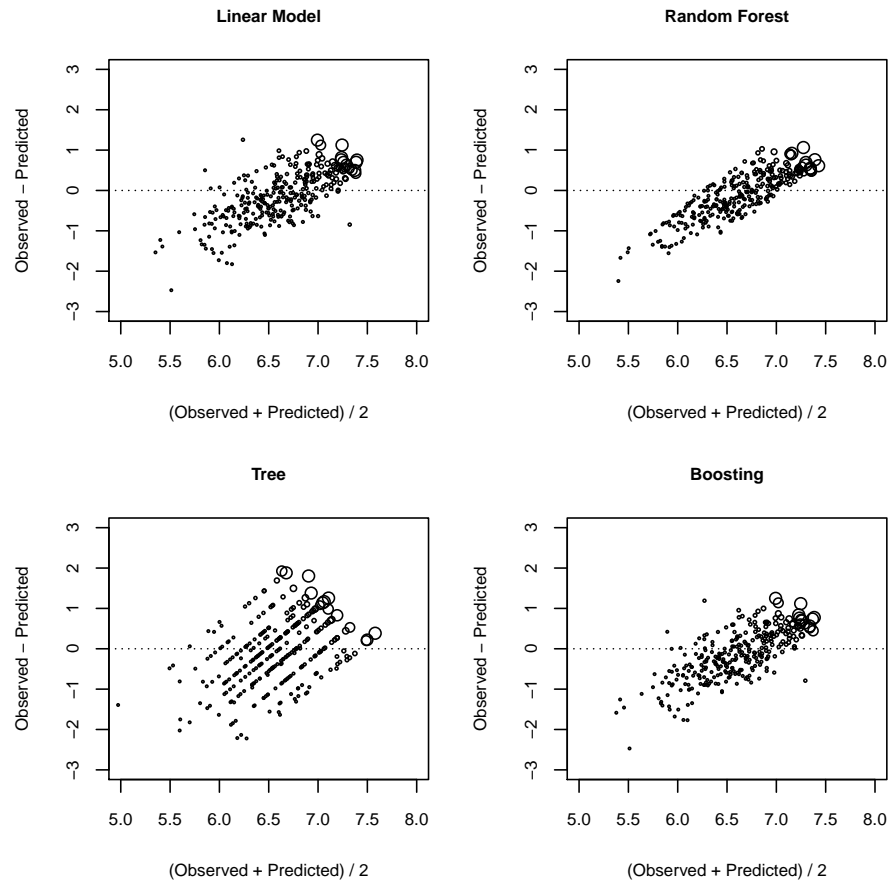 Linear Model
3
2
1
0
−1
−2
−3
Observed − Predicted
5.0 5.5 6.0 6.5 7.0 7.5 8.0
(Observed + Predicted) / 2
Random Forest
3
2
1
0
−1
−2
−3
Observed − Predicted
5.0 5.5 6.0 6.5 7.0 7.5 8.0
(Observed + Predicted) / 2
Tree
3
2
1
0
−1
−2
−3
Observed − Predicted
5.0 5.5 6.0 6.5 7.0 7.5 8.0
(Observed + Predicted) / 2
Boosting
3
2
1
0
−1
−2
−3
Observed − Predicted
5.0 5.5 6.0 6.5 7.0 7.5 8.0
(Observed + Predicted) / 2